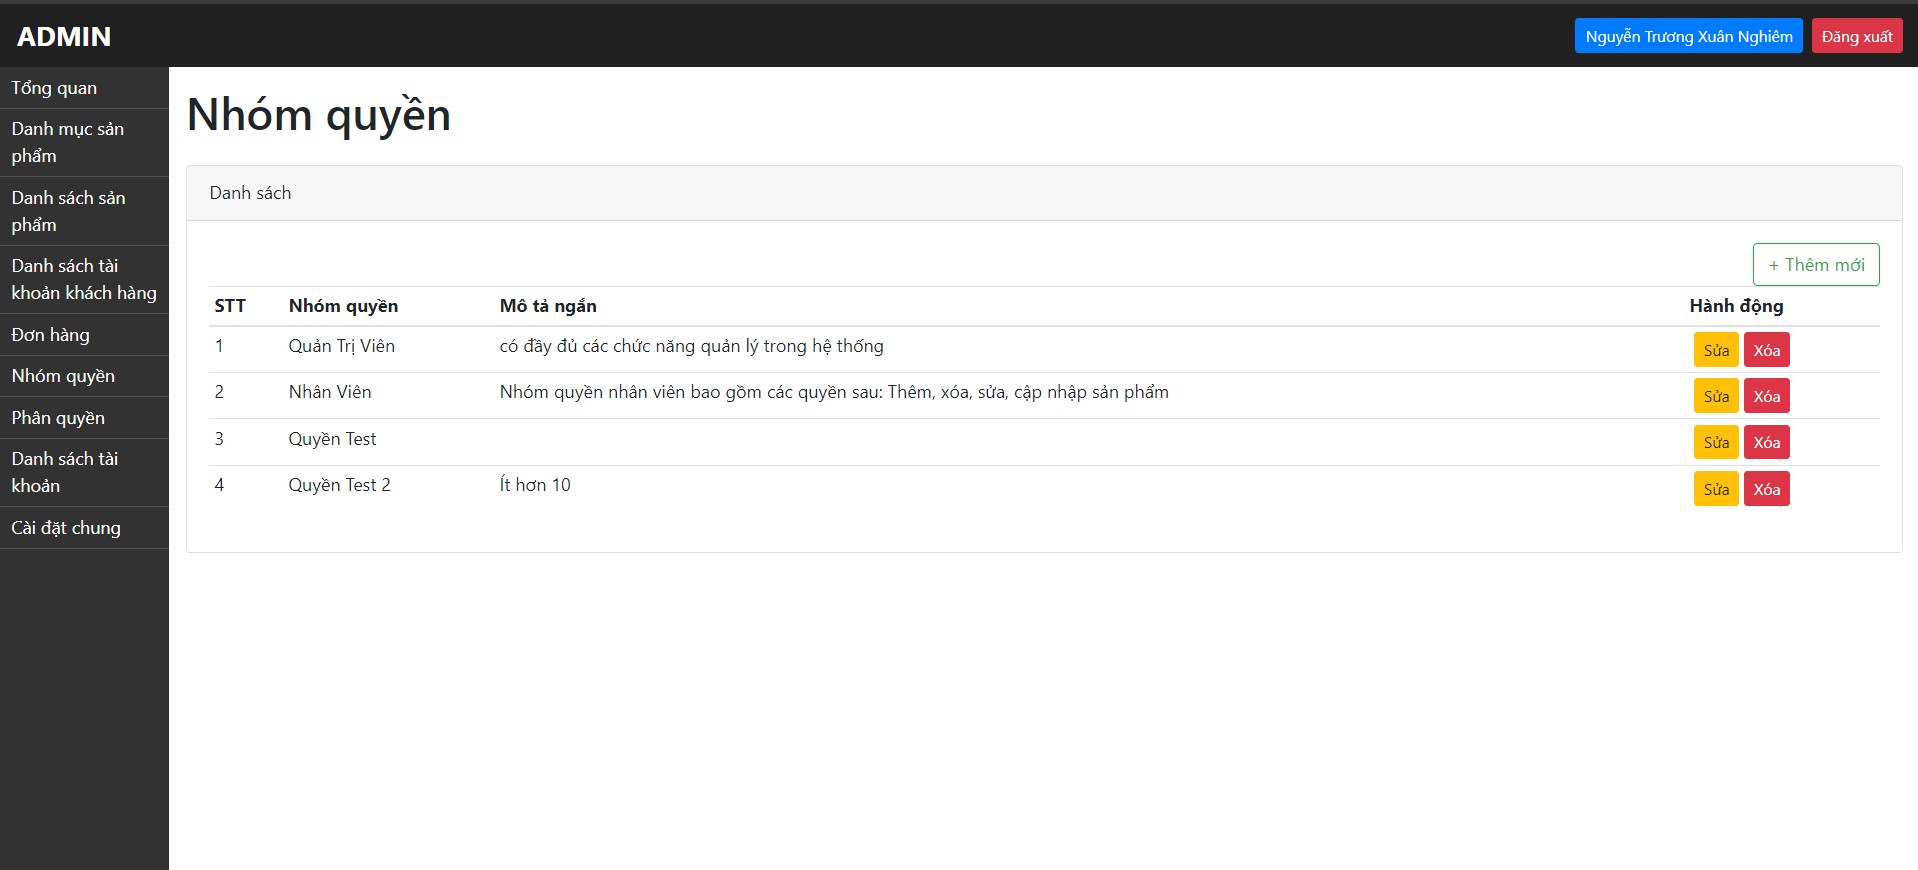 ADMIN
Nguyễn Trương Xuân Nghiêm
Đăng xuất
Tổng quan
Danh mục sản
phẩm
Danh sách sản
phẩm
Danh sách tài
khoản khách hàng
Đơn hàng
Nhóm quyền
Phân quyền
Danh sách tài
khoản
Cài đặt chung
Nhóm quyền
Danh sách
+ Thêm mới
STT Nhóm quyền Mô tả ngắn Hành động
1 Quản Trị Viên có đầy đủ các chức năng quản lý trong hệ thống Sửa Xóa
2 Nhân Viên Nhóm quyền nhân viên bao gồm các quyền sau: Thêm, xóa, sửa, cập nhập sản phẩm Sửa Xóa
3 Quyền Test Sửa Xóa
4 Quyền Test 2 Ít hơn 10 Sửa Xóa